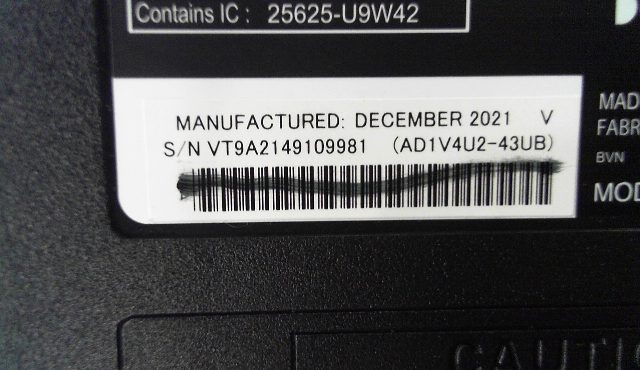 Contains IC : 25625-U9W42
MANUFACTURED: DECEMBER 2021 V
S/N VT9A2149109981 (AD1V4U2-43UB)
MAD
FABR
BVN
MOD
CAUTIO